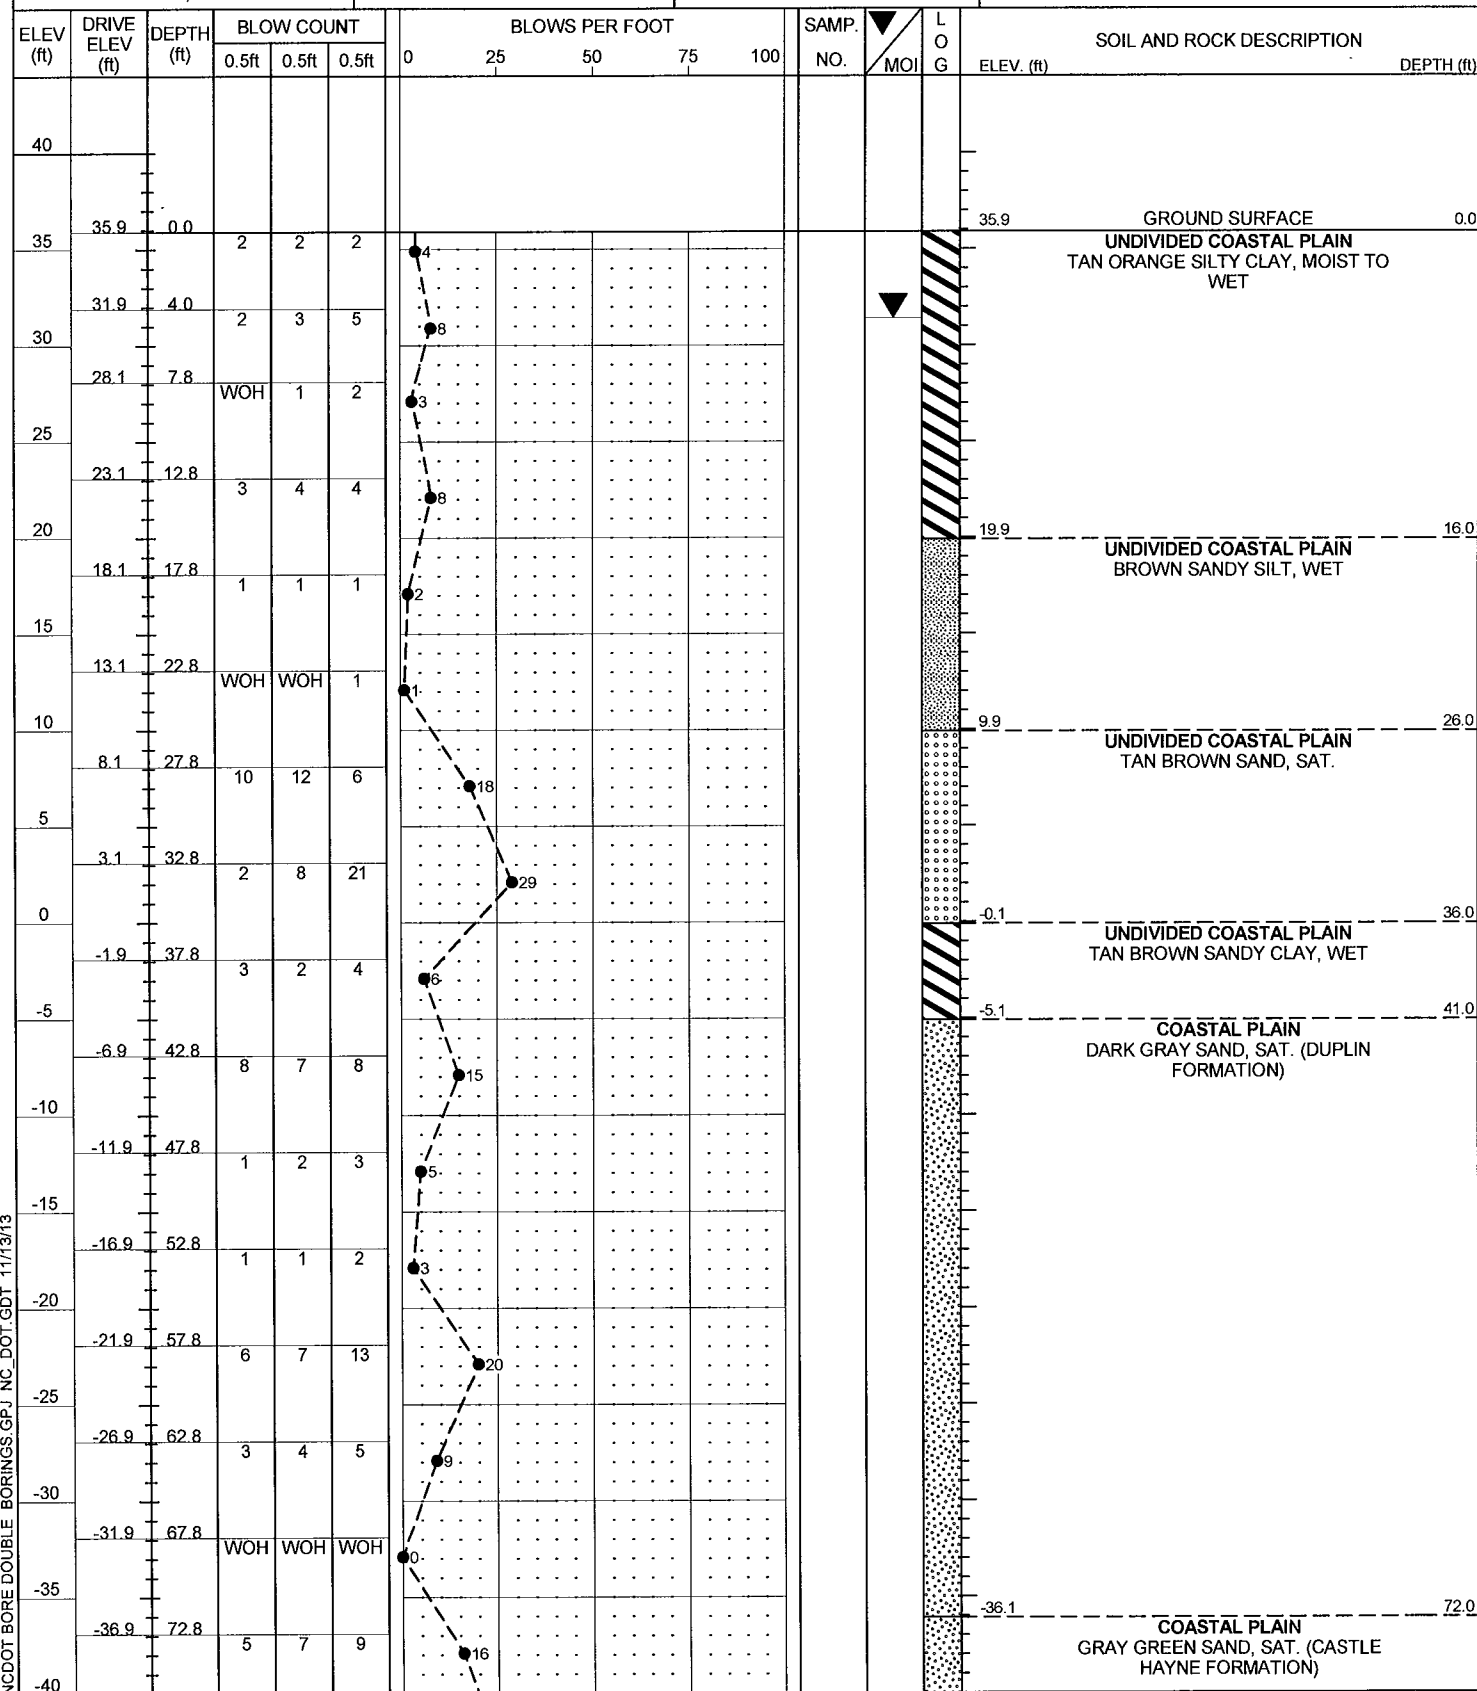 ELEV (ft) DRIVE ELEV (ft) DEPTH (ft) BLOW COUNT BLOWS PER FOOT SAMP. NO. MOI LOG SOIL AND ROCK DESCRIPTION
0.5ft 0.5ft 0.5ft 0 25 50 75 100 ELEV. (ft) DEPTH (ft)
40
35.9 GROUND SURFACE 0.0
35.9 0.0 2 2 2 4
35
UNDIVIDED COASTAL PLAIN
TAN ORANGE SILTY CLAY, MOIST TO
WET
31.9 4.0 2 3 5 8
30
28.1 7.8 WOH 1 2 3
25
23.1 12.8 3 4 4 8
20
19.9 16.0
UNDIVIDED COASTAL PLAIN
BROWN SANDY SILT, WET
18.1 17.8 1 1 1 2
15
13.1 22.8 WOH WOH 1 1
10
9.9 26.0
UNDIVIDED COASTAL PLAIN
TAN BROWN SAND, SAT.
8.1 27.8 10 12 6 18
5
3.1 32.8 2 8 21 29
0
-0.1 36.0
UNDIVIDED COASTAL PLAIN
TAN BROWN SANDY CLAY, WET
-1.9 37.8 3 2 4 6
-5
-5.1 41.0
COASTAL PLAIN
DARK GRAY SAND, SAT. (DUPLIN
FORMATION)
-6.9 42.8 8 7 8 15
-10
-11.9 47.8 1 2 3 5
-15
-16.9 52.8 1 1 2 3
-20
-21.9 57.8 6 7 13 20
-25
-26.9 62.8 3 4 5 9
-30
-31.9 67.8 WOH WOH WOH 0
-35
-36.1 72.0
COASTAL PLAIN
GRAY GREEN SAND, SAT. (CASTLE
HAYNE FORMATION)
-36.9 72.8 5 7 9 16
-40
NCDOT BORE DOUBLE BORINGS.GPJ NC_DOT.GDT 11/13/13